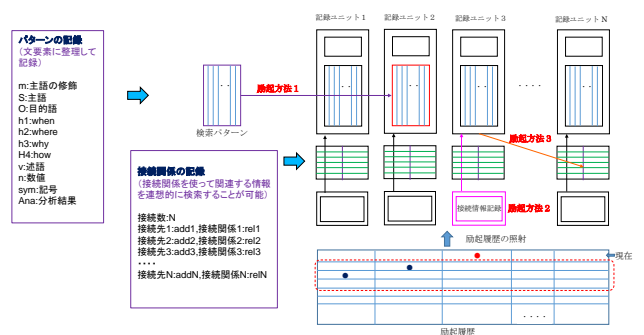 パターンの記録
(文要素に整理して
記録)
m:主語の修飾
S:主語
O:目的語
h1:when
h2:where
h3:why
H4:how
v:述語
n:数値
sym:記号
Ana:分析結果
検索パターン
励起方法１
記録ユニット１
記録ユニット２
記録ユニット３
記録ユニットN
‥
‥
‥
‥
‥
‥‥
励起方法３
接続関係の記録
(接続関係を使って関連する情報
を連想的に検索することが可能)
接続数:N
接続先1:add1,接続関係1:rel1
接続先2:add2,接続関係2:rel2
接続先3:add3,接続関係3:rel3
‥‥
接続先N:addN,接続関係N:relN
接続情報記録
励起方法２
励起履歴の照射
現在
‥‥
励起履歴